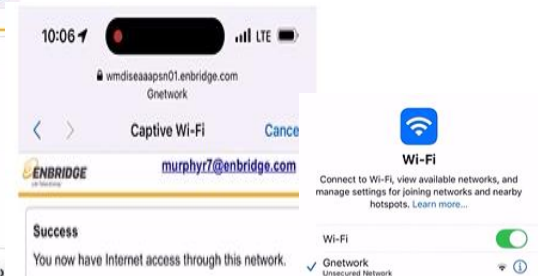 10:06
LTE
wmdiseaaapsn01.enbridge.com
Gnetwork
Captive Wi-Fi
Cance
ENBRIDGE
murphyr7@enbridge.com
Success
You now have Internet access through this network.
Wi-Fi
Connect to Wi-Fi, view available networks, and
manage settings for joining networks and nearby
hotspots. Learn more...
Wi-Fi
Gnetwork
Unsecured Network